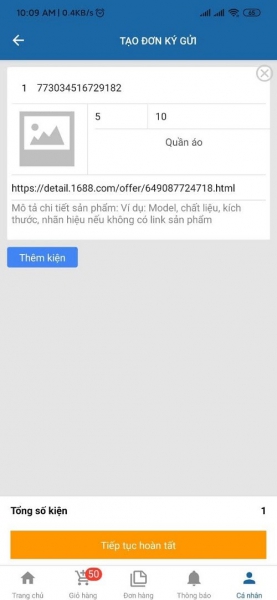 10:09 AM | 0.4KB/s
TẠO ĐƠN KÝ GỬI
1 773034516729182
5 10
Quần áo
https://detail.1688.com/offer/649087724718.html
Mô tả chi tiết sản phẩm: Ví dụ: Model, chất liệu, kích
thước, nhãn hiệu nếu không có link sản phẩm
Thêm kiện
Tổng số kiện 1
Tiếp tục hoàn tất
50
Trang chủ Giỏ hàng Đơn hàng Thông báo Cá nhân